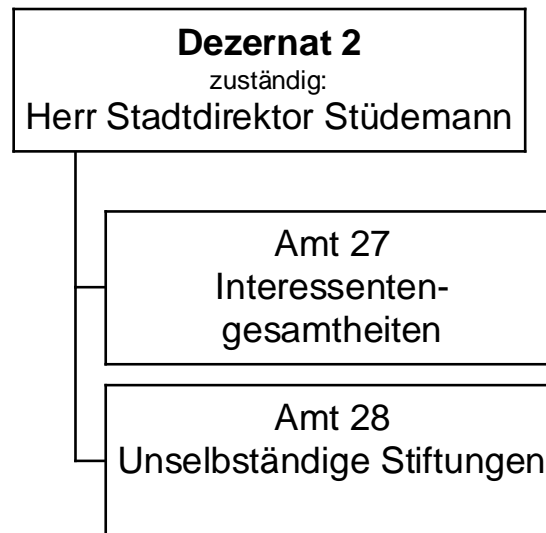 Dezernat 2
zuständig:
Herr Stadtdirektor Stüdemann
Amt 27
Interessenten-
gesamtheiten
Amt 28
Unselbständige Stiftungen